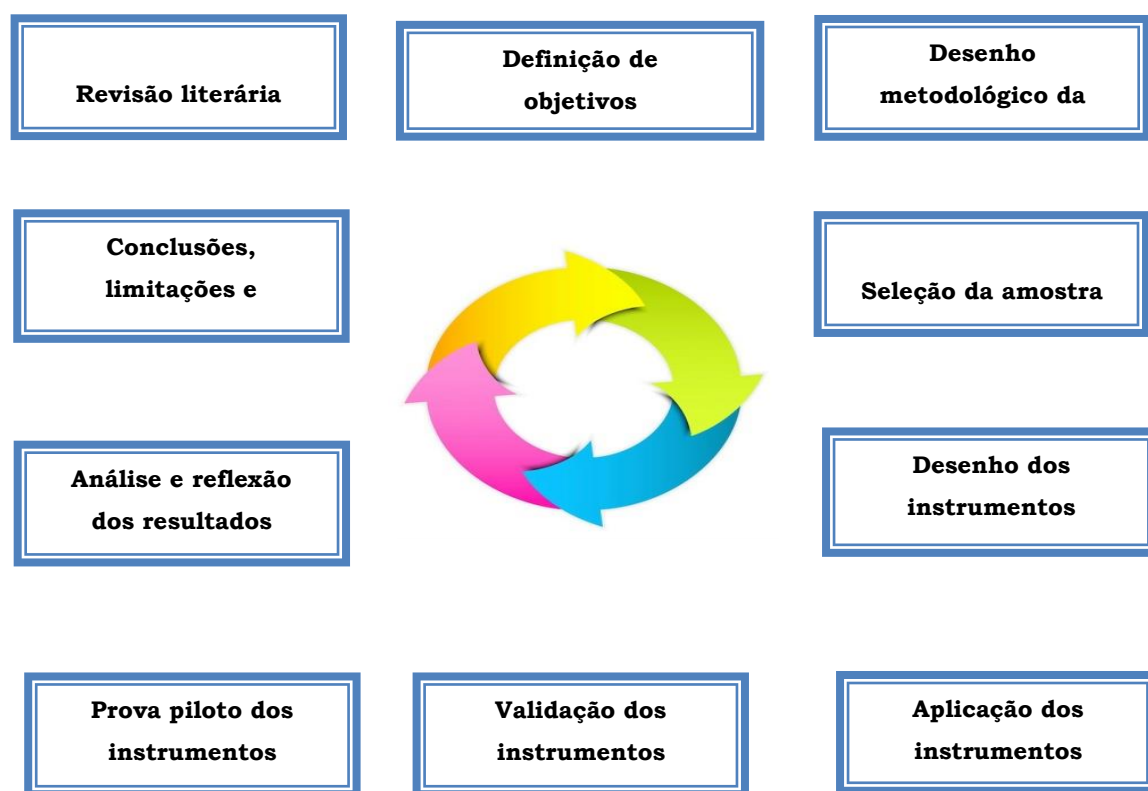 Revisão literária
Definição de
objetivos
Desenho
metodológico da
Conclusões,
limitações e
Seleção da amostra
Análise e reflexão
dos resultados
Desenho dos
instrumentos
Prova piloto dos
instrumentos
Validação dos
instrumentos
Aplicação dos
instrumentos